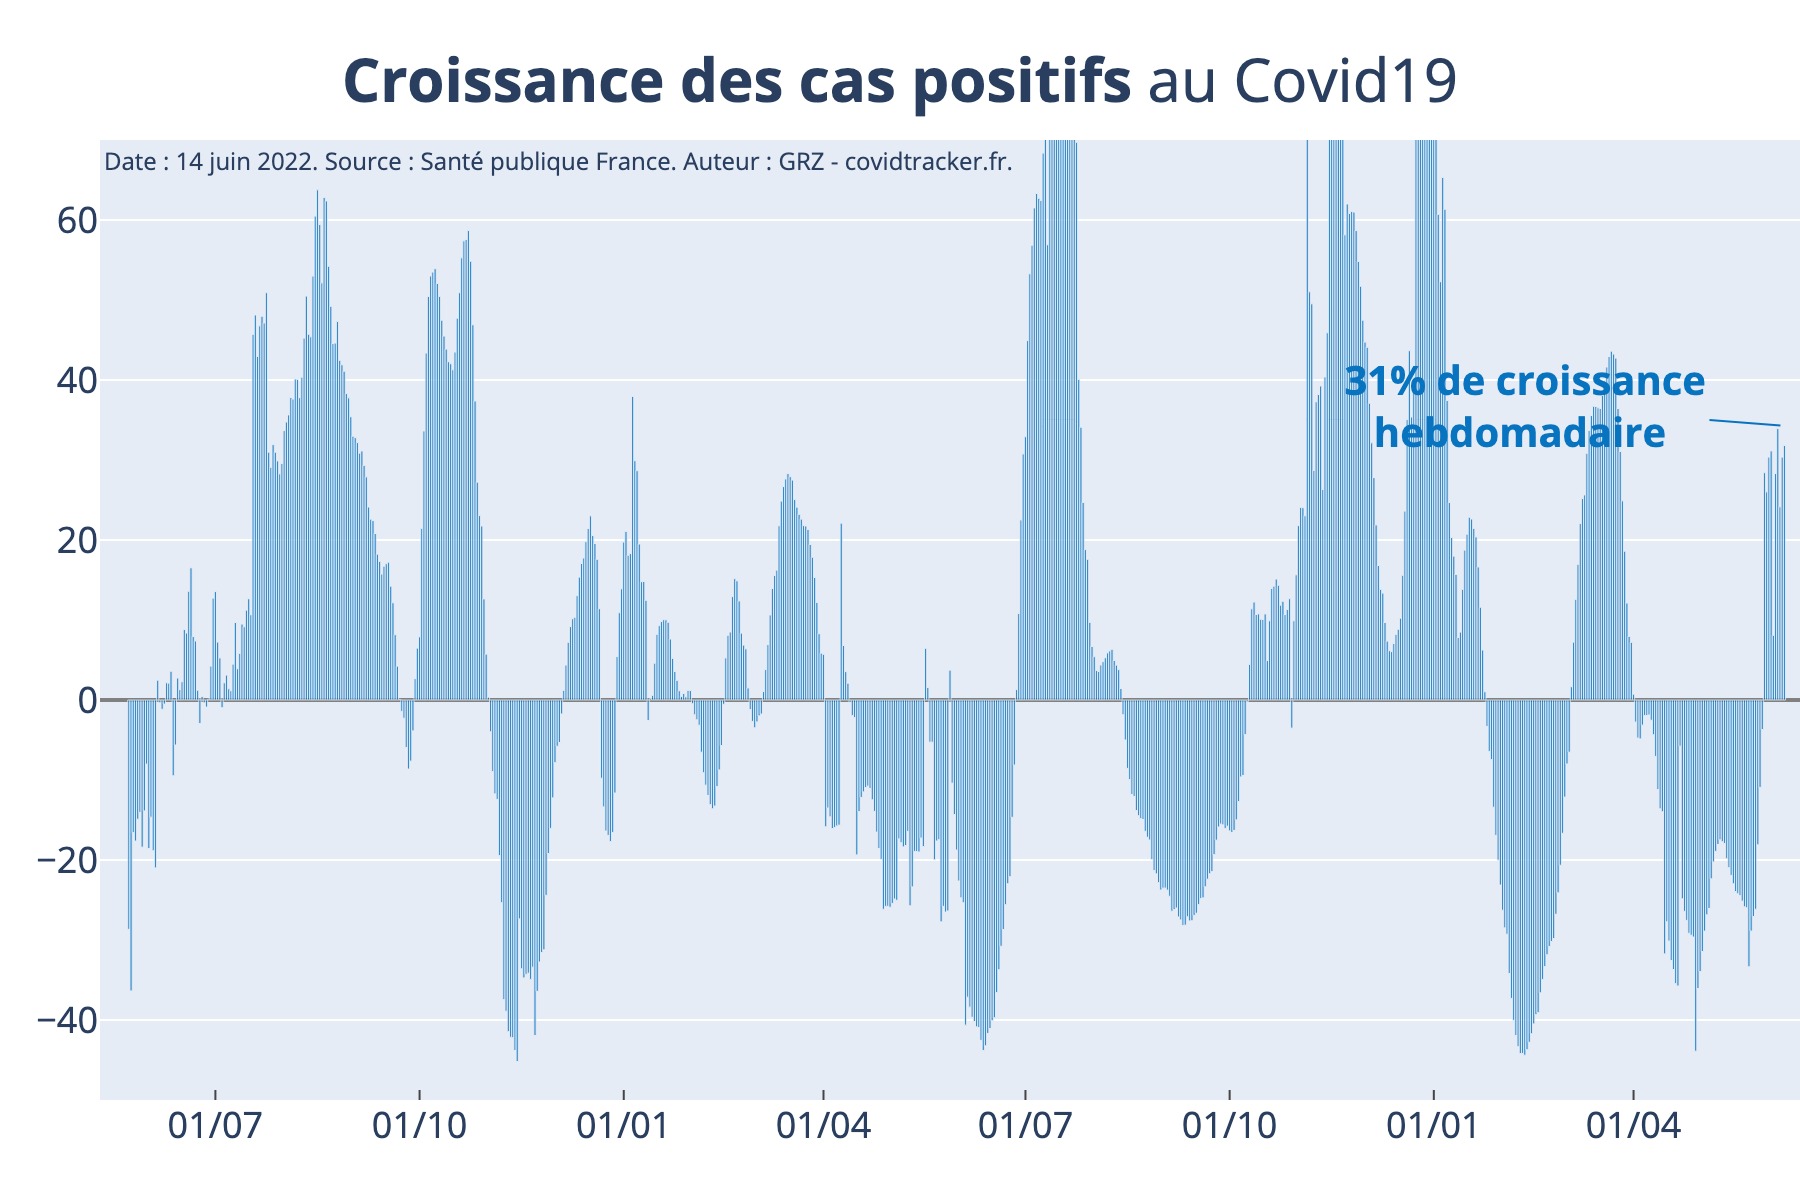 Croissance des cas positifs au Covid19
Date : 14 juin 2022. Source : Santé publique France. Auteur : GRZ - covidtracker.fr.
60
40
31% de croissance
hebdomadaire
20
0
−20
−40
01/07 01/10 01/01 01/04 01/07 01/10 01/01 01/04